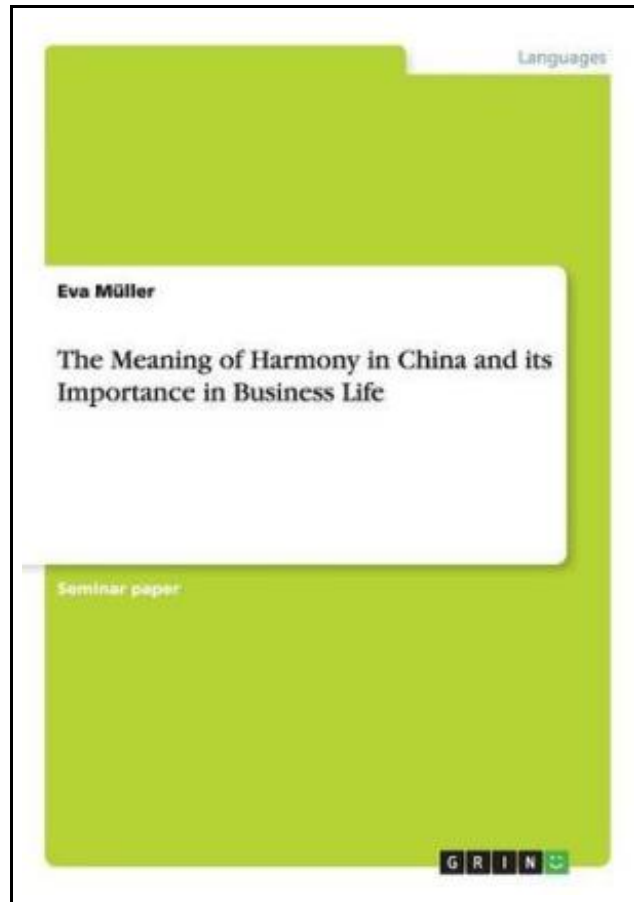 Languages
Eva Müller
The Meaning of Harmony in China and its
Importance in Business Life
Seminar paper
GRIN